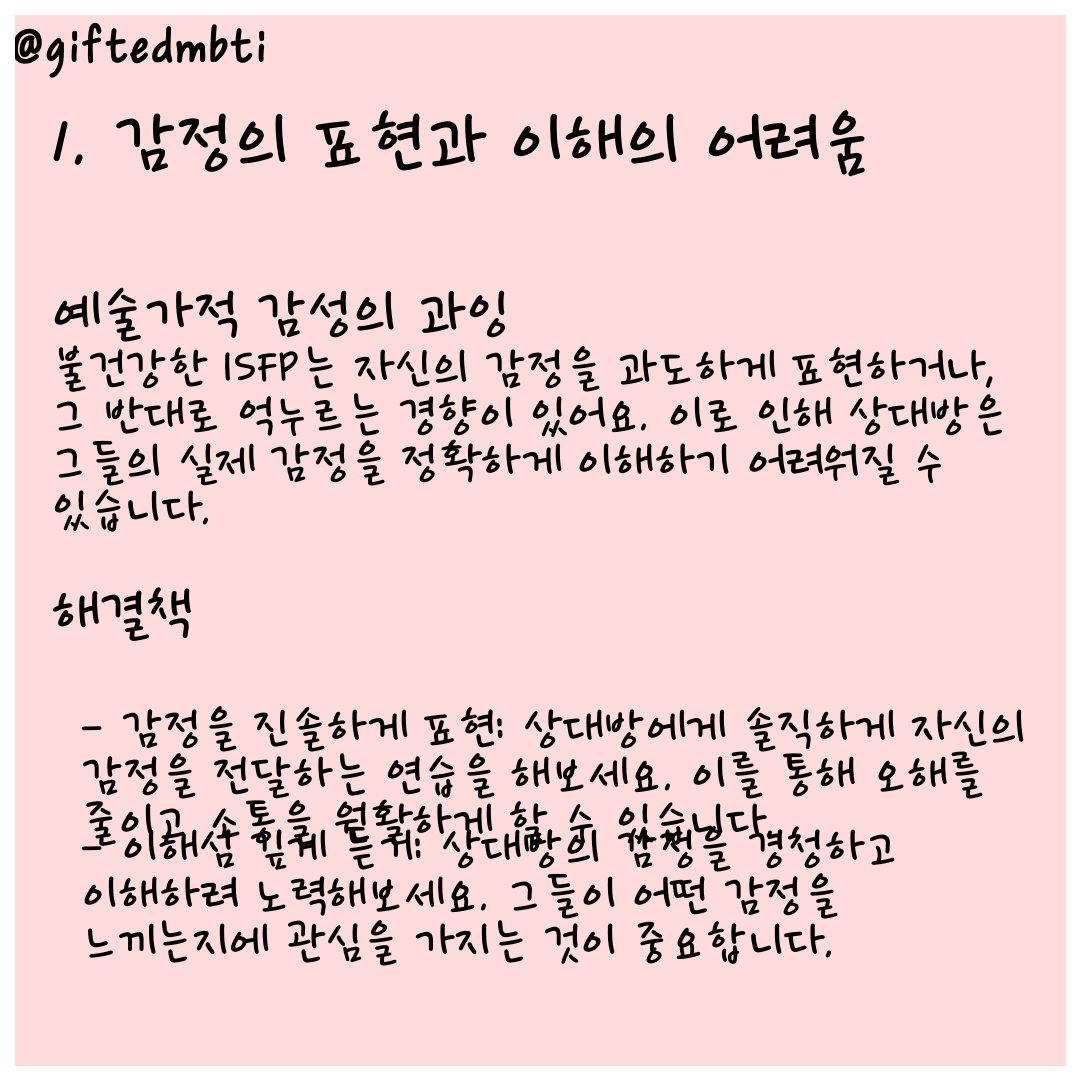 @giftedmbti
1. 감정의 표현과 이해의 어려움
예술가적 감성의 과잉
불건강한 ISFP는 자신의 감정을 과도하게 표현하거나,
그 반대로 억누르는 경향이 있어요. 이로 인해 상대방은
그들의 실제 감정을 정확하게 이해하기 어려워질 수
있습니다.
해결책
- 감정을 진솔하게 표현: 상대방에게 솔직하게 자신의
감정을 전달하는 연습을 해보세요. 이를 통해 오해를
줄이고 소통을 원활하게 할 수 있습니다.
- 이해심 깊게 듣기: 상대방의 감정을 경청하고
이해하려 노력해보세요. 그들이 어떤 감정을
느끼는지에 관심을 가지는 것이 중요합니다.